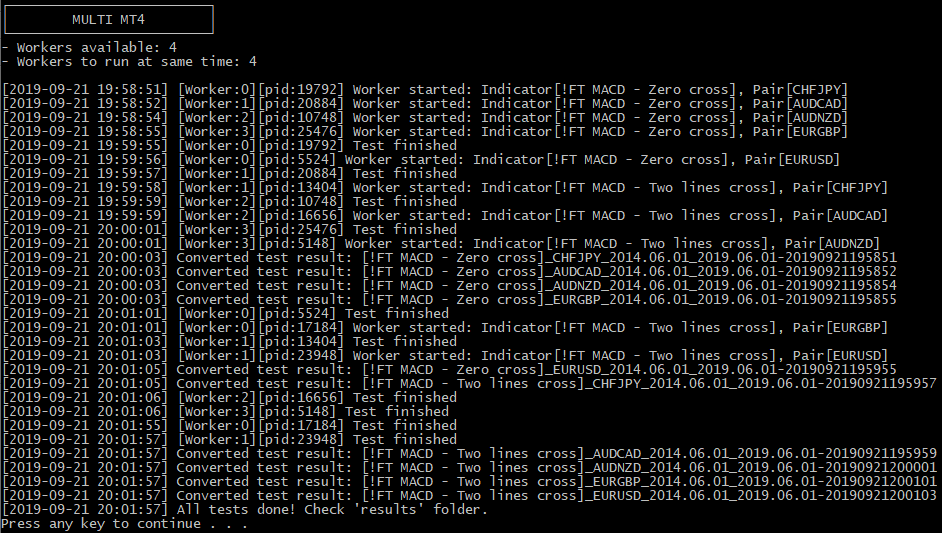 MULTI MT4
- Workers available: 4
- Workers to run at same time: 4
[2019-09-21 19:58:51] [Worker:0][pid:19792] Worker started: Indicator[!FT MACD - Zero cross], Pair[CHFJPY]
[2019-09-21 19:58:52] [Worker:1][pid:20884] Worker started: Indicator[!FT MACD - Zero cross], Pair[AUDCAD]
[2019-09-21 19:58:54] [Worker:2][pid:10748] Worker started: Indicator[!FT MACD - Zero cross], Pair[AUDNZD]
[2019-09-21 19:58:55] [Worker:3][pid:25476] Worker started: Indicator[!FT MACD - Zero cross], Pair[EURGBP]
[2019-09-21 19:59:55] [Worker:0][pid:19792] Test finished
[2019-09-21 19:59:56] [Worker:0][pid:5524] Worker started: Indicator[!FT MACD - Zero cross], Pair[EURUSD]
[2019-09-21 19:59:57] [Worker:1][pid:20884] Test finished
[2019-09-21 19:59:58] [Worker:1][pid:13404] Worker started: Indicator[!FT MACD - Two lines cross], Pair[CHFJPY]
[2019-09-21 19:59:59] [Worker:2][pid:10748] Test finished
[2019-09-21 19:59:59] [Worker:2][pid:16656] Worker started: Indicator[!FT MACD - Two lines cross], Pair[AUDCAD]
[2019-09-21 20:00:01] [Worker:3][pid:25476] Test finished
[2019-09-21 20:00:01] [Worker:3][pid:5148] Worker started: Indicator[!FT MACD - Two lines cross], Pair[AUDNZD]
[2019-09-21 20:00:03] Converted test result: [!FT MACD - Zero cross]_CHFJPY_2014.06.01_2019.06.01-20190921195851
[2019-09-21 20:00:03] Converted test result: [!FT MACD - Zero cross]_AUDCAD_2014.06.01_2019.06.01-20190921195852
[2019-09-21 20:00:03] Converted test result: [!FT MACD - Zero cross]_AUDNZD_2014.06.01_2019.06.01-20190921195854
[2019-09-21 20:00:03] Converted test result: [!FT MACD - Zero cross]_EURGBP_2014.06.01_2019.06.01-20190921195855
[2019-09-21 20:01:01] [Worker:0][pid:5524] Test finished
[2019-09-21 20:01:01] [Worker:0][pid:17184] Worker started: Indicator[!FT MACD - Two lines cross], Pair[EURGBP]
[2019-09-21 20:01:03] [Worker:1][pid:13404] Test finished
[2019-09-21 20:01:03] [Worker:1][pid:23948] Worker started: Indicator[!FT MACD - Two lines cross], Pair[EURUSD]
[2019-09-21 20:01:05] Converted test result: [!FT MACD - Zero cross]_EURUSD_2014.06.01_2019.06.01-20190921195955
[2019-09-21 20:01:05] Converted test result: [!FT MACD - Two lines cross]_CHFJPY_2014.06.01_2019.06.01-20190921195957
[2019-09-21 20:01:06] [Worker:2][pid:16656] Test finished
[2019-09-21 20:01:06] [Worker:3][pid:5148] Test finished
[2019-09-21 20:01:55] [Worker:0][pid:17184] Test finished
[2019-09-21 20:01:57] [Worker:1][pid:23948] Test finished
[2019-09-21 20:01:57] Converted test result: [!FT MACD - Two lines cross]_AUDCAD_2014.06.01_2019.06.01-20190921195959
[2019-09-21 20:01:57] Converted test result: [!FT MACD - Two lines cross]_AUDNZD_2014.06.01_2019.06.01-20190921200001
[2019-09-21 20:01:57] Converted test result: [!FT MACD - Two lines cross]_EURGBP_2014.06.01_2019.06.01-20190921200101
[2019-09-21 20:01:57] Converted test result: [!FT MACD - Two lines cross]_EURUSD_2014.06.01_2019.06.01-20190921200103
[2019-09-21 20:01:57] All tests done! Check 'results' folder.
Press any key to continue . . .